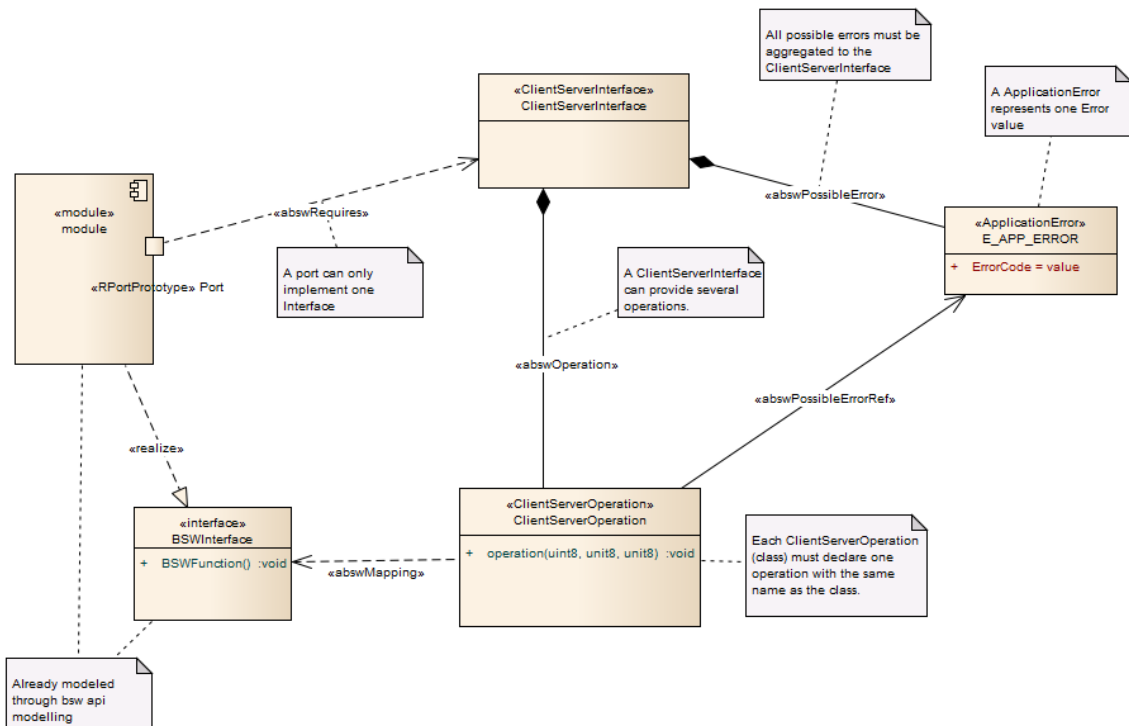 All possible errors must be
aggregated to the
ClientServerInterface
A ApplicationError
represents one Error
value
«ClientServerInterface»
ClientServerInterface
«abswPossibleError»
«module»
module
«abswRequires»
«ApplicationError»
E_APP_ERROR
+ ErrorCode = value
A port can only
implement one
Interface
A ClientServerInterface
can provide several
operations.
«RPortPrototype» Port
«abswOperation»
«abswPossibleErrorRef»
«realize»
«ClientServerOperation»
ClientServerOperation
+ operation(uint8, unit8, unit8) :void
«interface»
BSWInterface
+ BSWFunction() :void
«abswMapping»
Each ClientServerOperation
(class) must declare one
operation with the same
name as the class.
Already modeled
through bsw api
modelling